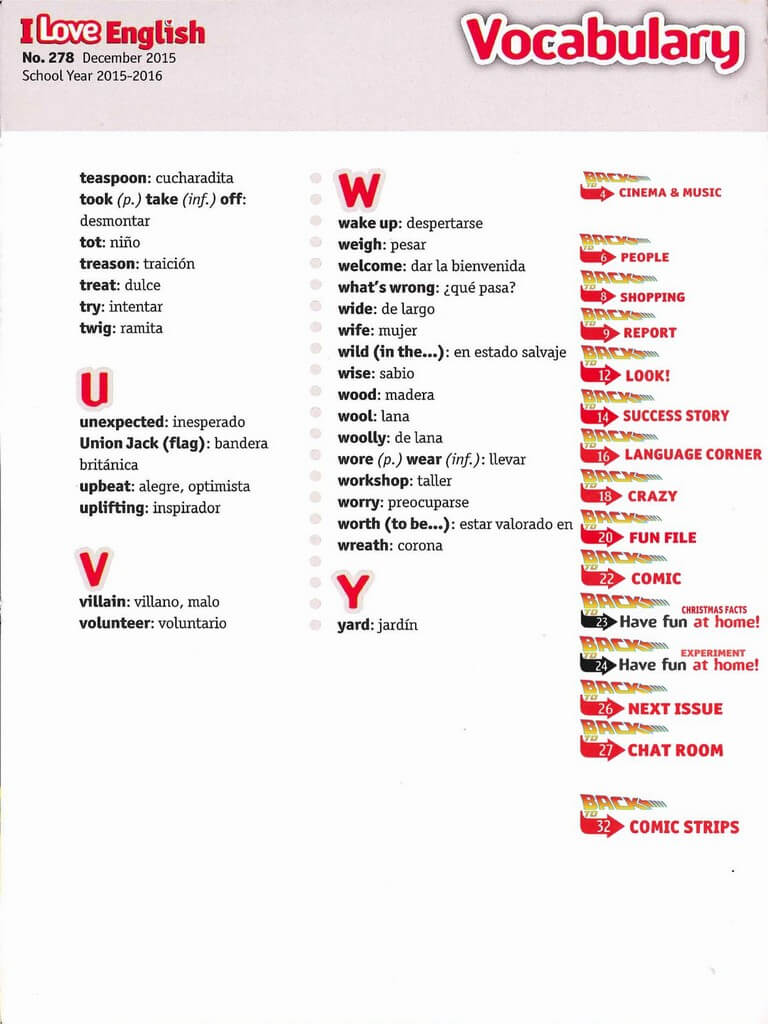 I Love English
No. 278 December 2015
School Year 2015-2016
Vocabulary
teaspoon: cucharadita
took (p.) take (inf.) off:
desmontar
tot: niño
treason: traición
treat: dulce
try: intentar
twig: ramita
U
unexpected: inesperado
Union Jack (flag): bandera
británica
upbeat: alegre, optimista
uplifting: inspirador
V
villain: villano, malo
volunteer: voluntario
W
wake up: despertarse
weigh: pesar
welcome: dar la bienvenida
what's wrong: ¿qué pasa?
wide: de largo
wife: mujer
wild (in the...): en estado salvaje
wise: sabio
wood: madera
wool: lana
woolly: de lana
wore (p.) wear (inf.): llevar
workshop: taller
worry: preocuparse
worth (to be...): estar valorado en
wreath: corona
Y
yard: jardín
BACK TO
4 CINEMA & MUSIC
BACK TO
6 PEOPLE
BACK TO
8 SHOPPING
BACK TO
9 REPORT
BACK TO
12 LOOK!
BACK TO
14 SUCCESS STORY
BACK TO
16 LANGUAGE CORNER
BACK TO
18 CRAZY
BACK TO
20 FUN FILE
BACK TO
22 COMIC
BACK TO
CHRISTMAS FACTS
23 Have fun at home!
BACK TO
EXPERIMENT
24 Have fun at home!
BACK TO
26 NEXT ISSUE
BACK TO
27 CHAT ROOM
BACK TO
32 COMIC STRIPS